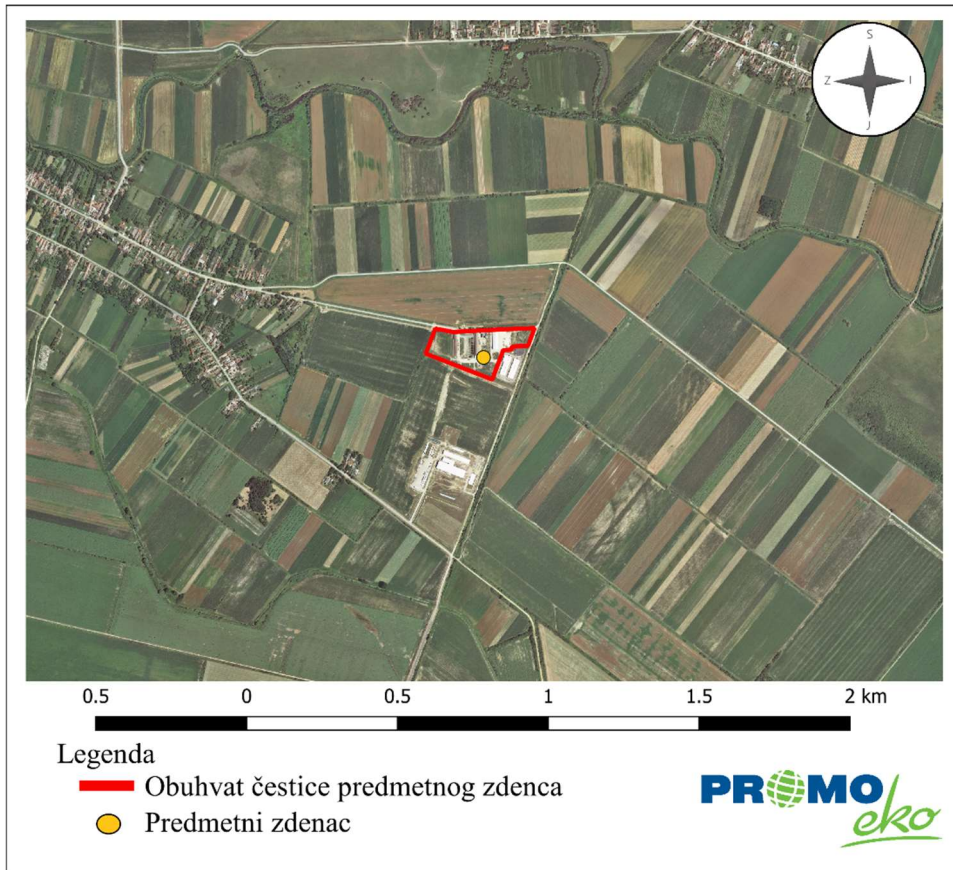 S
Z I
J
0.5 0 0.5 1 1.5 2 km
Legenda
Obuhvat čestice predmetnog zdenca
Predmetni zdenac
PROMO
eko